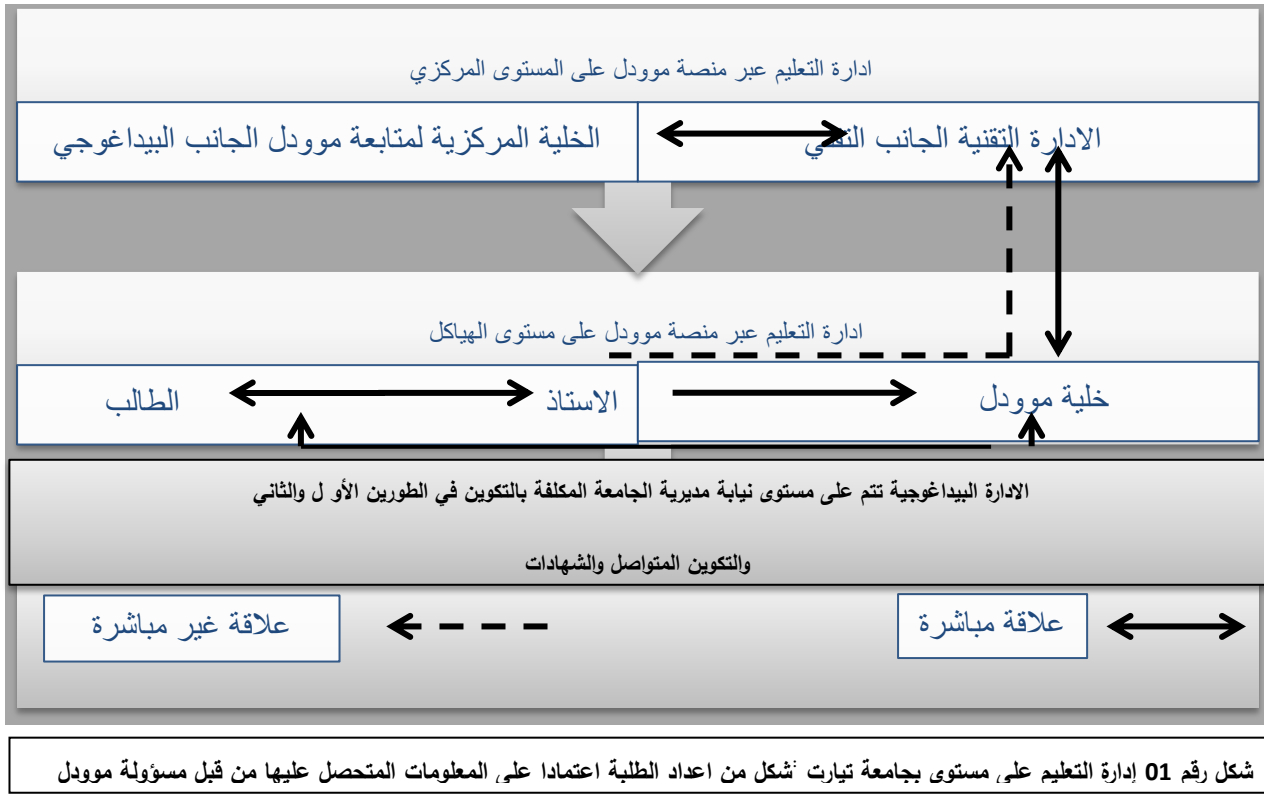 ادارة التعليم عبر منصة موودل على المستوى المركزي
الادارة التقنية الجانب التقني
الخلية المركزية لمتابعة موودل الجانب البيداغوجي
ادارة التعليم عبر منصة موودل على مستوى الهياكل
خلية موودل
الاستاذ
الطالب
الادارة البيداغوجية تتم على مستوى نيابة مديرية الجامعة المكلفة بالتكوين في الطورين الأو ل والثاني
والتكوين المتواصل والشهادات
علاقة مباشرة
علاقة غير مباشرة
شكل رقم 01 إدارة التعليم على مستوى بجامعة تيارت :شكل من اعداد الطلبة اعتمادا على المعلومات المتحصل عليها من قبل مسؤولة موودل